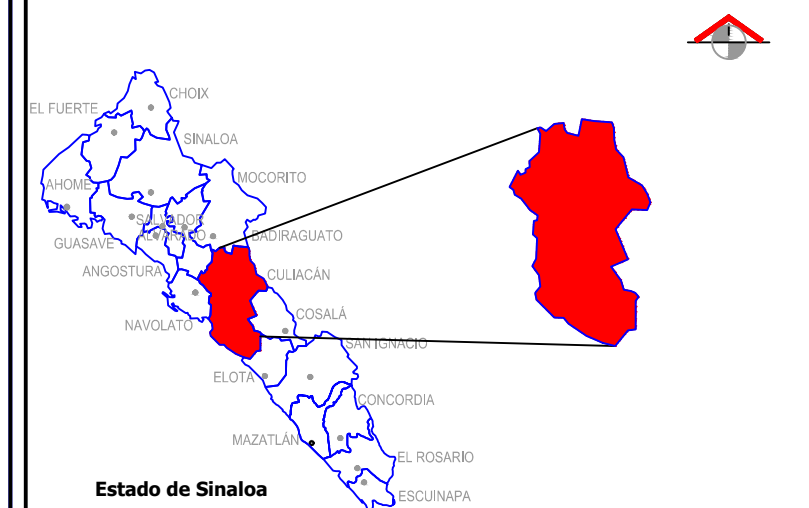 CHOIX
EL FUERTE
SINALOA
MOCORITO
AHOME
SALVADOR
ALVARADO
GUASAVE
BADIRAGUATO
ANGOSTURA
CULIACÁN
NAVOLATO
COSALÁ
SAN IGNACIO
ELOTA
CONCORDIA
MAZATLÁN
EL ROSARIO
Estado de Sinaloa
ESCUINAPA